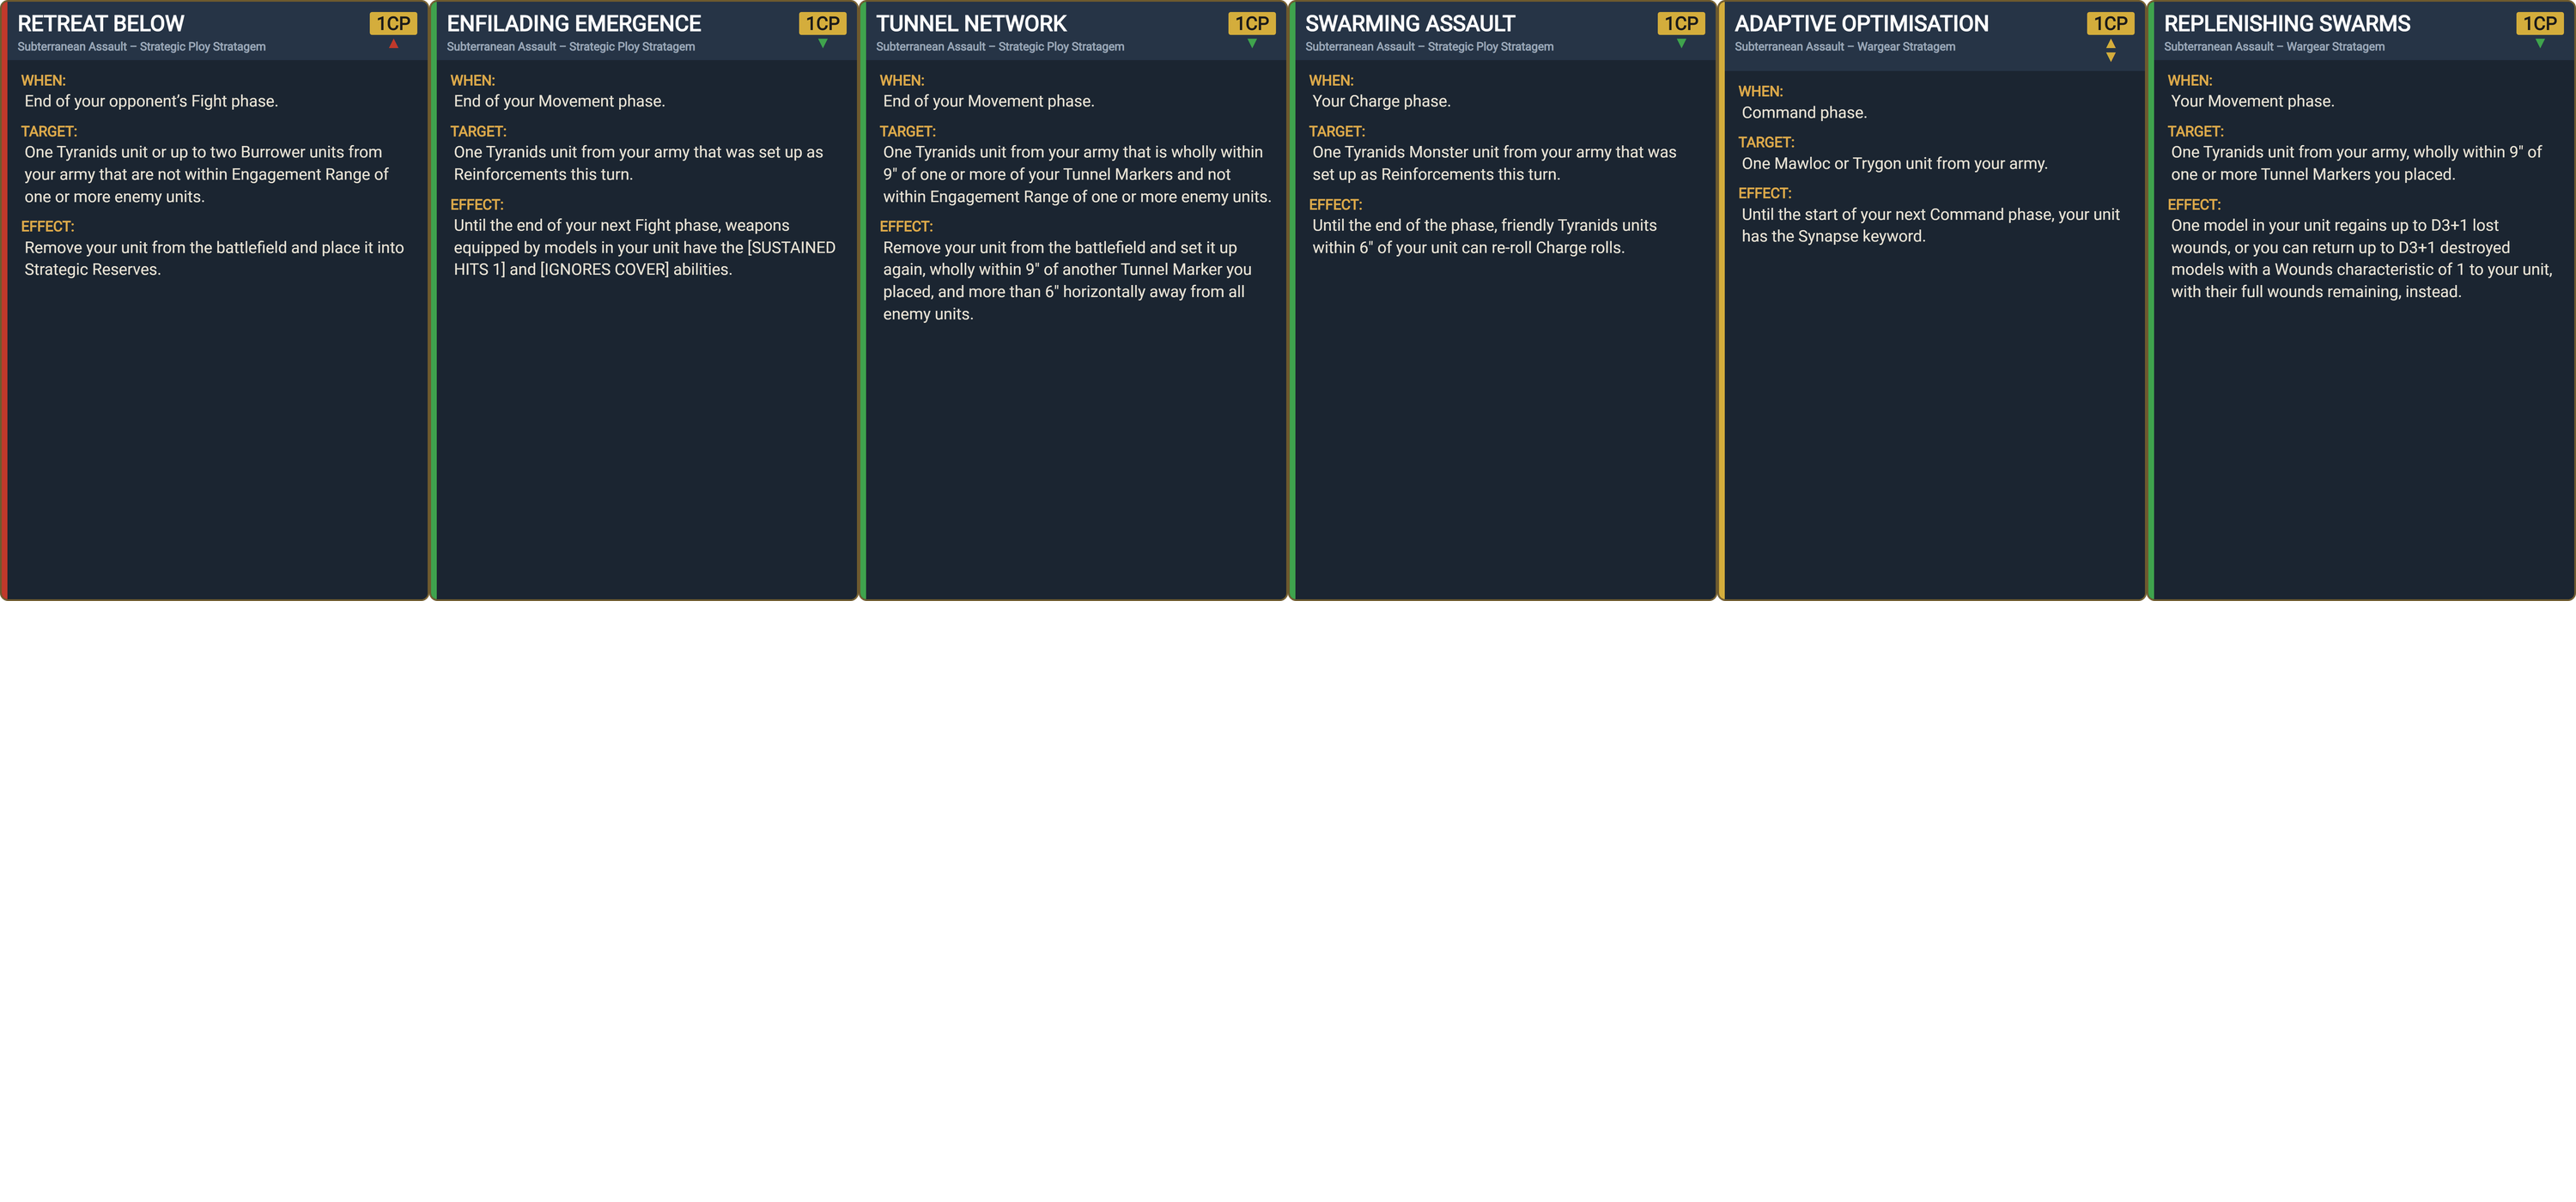 RETREAT BELOW
1CP
Subterranean Assault – Strategic Ploy Stratagem
WHEN:
End of your opponent’s Fight phase.
TARGET:
One Tyranids unit or up to two Burrower units from
your army that are not within Engagement Range of
one or more enemy units.
EFFECT:
Remove your unit from the battlefield and place it into
Strategic Reserves.
ENFILADING EMERGENCE
1CP
Subterranean Assault – Strategic Ploy Stratagem
WHEN:
End of your Movement phase.
TARGET:
One Tyranids unit from your army that was set up as
Reinforcements this turn.
EFFECT:
Until the end of your next Fight phase, weapons
equipped by models in your unit have the [SUSTAINED
HITS 1] and [IGNORES COVER] abilities.
TUNNEL NETWORK
1CP
Subterranean Assault – Strategic Ploy Stratagem
WHEN:
End of your Movement phase.
TARGET:
One Tyranids unit from your army that is wholly within
9" of one or more of your Tunnel Markers and not
within Engagement Range of one or more enemy units.
EFFECT:
Remove your unit from the battlefield and set it up
again, wholly within 9" of another Tunnel Marker you
placed, and more than 6" horizontally away from all
enemy units.
SWARMING ASSAULT
1CP
Subterranean Assault – Strategic Ploy Stratagem
WHEN:
Your Charge phase.
TARGET:
One Tyranids Monster unit from your army that was
set up as Reinforcements this turn.
EFFECT:
Until the end of the phase, friendly Tyranids units
within 6" of your unit can re-roll Charge rolls.
ADAPTIVE OPTIMISATION
1CP
Subterranean Assault – Wargear Stratagem
WHEN:
Command phase.
TARGET:
One Mawloc or Trygon unit from your army.
EFFECT:
Until the start of your next Command phase, your unit
has the Synapse keyword.
REPLENISHING SWARMS
1CP
Subterranean Assault – Wargear Stratagem
WHEN:
Your Movement phase.
TARGET:
One Tyranids unit from your army, wholly within 9" of
one or more Tunnel Markers you placed.
EFFECT:
One model in your unit regains up to D3+1 lost
wounds, or you can return up to D3+1 destroyed
models with a Wounds characteristic of 1 to your unit,
with their full wounds remaining, instead.